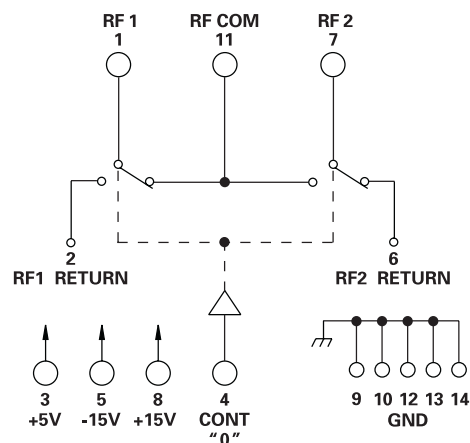 RF 1 RF COM RF 2
1 11 7
2 6
RF1 RETURN RF2 RETURN
3 5 8 4 9 10 12 13 14
+5V -15V +15V CONT GND
"0"